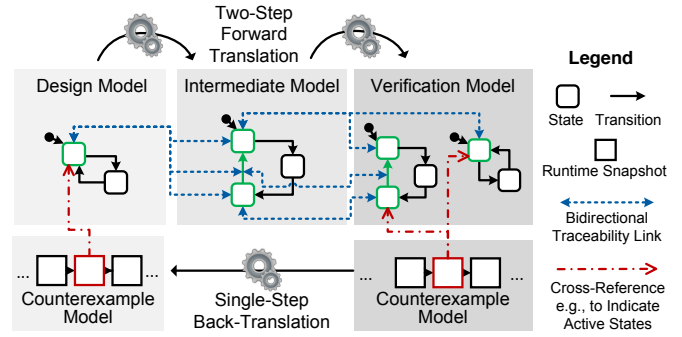 Two-Step
Forward
Translation
Design Model
Intermediate Model
Verification Model
...
...
Counterexample
Model
Single-Step
Back-Translation
...
...
Counterexample
Model
Legend
State
Transition
Runtime Snapshot
Bidirectional
Traceability Link
Cross-Reference
e.g., to Indicate
Active States